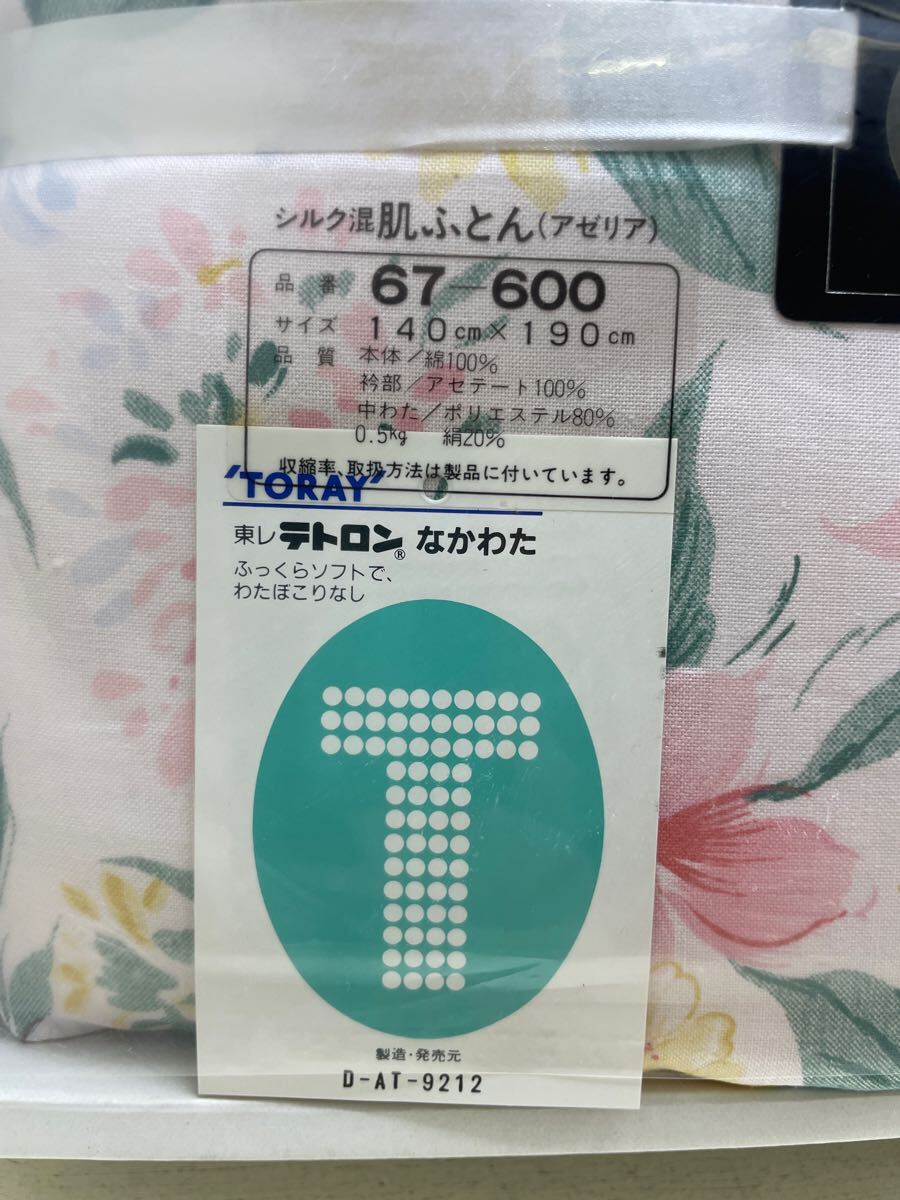 シルク混肌ふとん(アゼリア)
品番 67-600
サイズ 140cm×190cm
品質 本体/綿100%
衿部/アセテート100%
中わた/ポリエステル80%
0.5kg 絹20%
収縮率、取扱方法は製品に付いています。
'TORAY'
東レテトロン®なかわた
ふっくらソフトで、
わたぼこりなし
製造・発売元
D-AT-9212